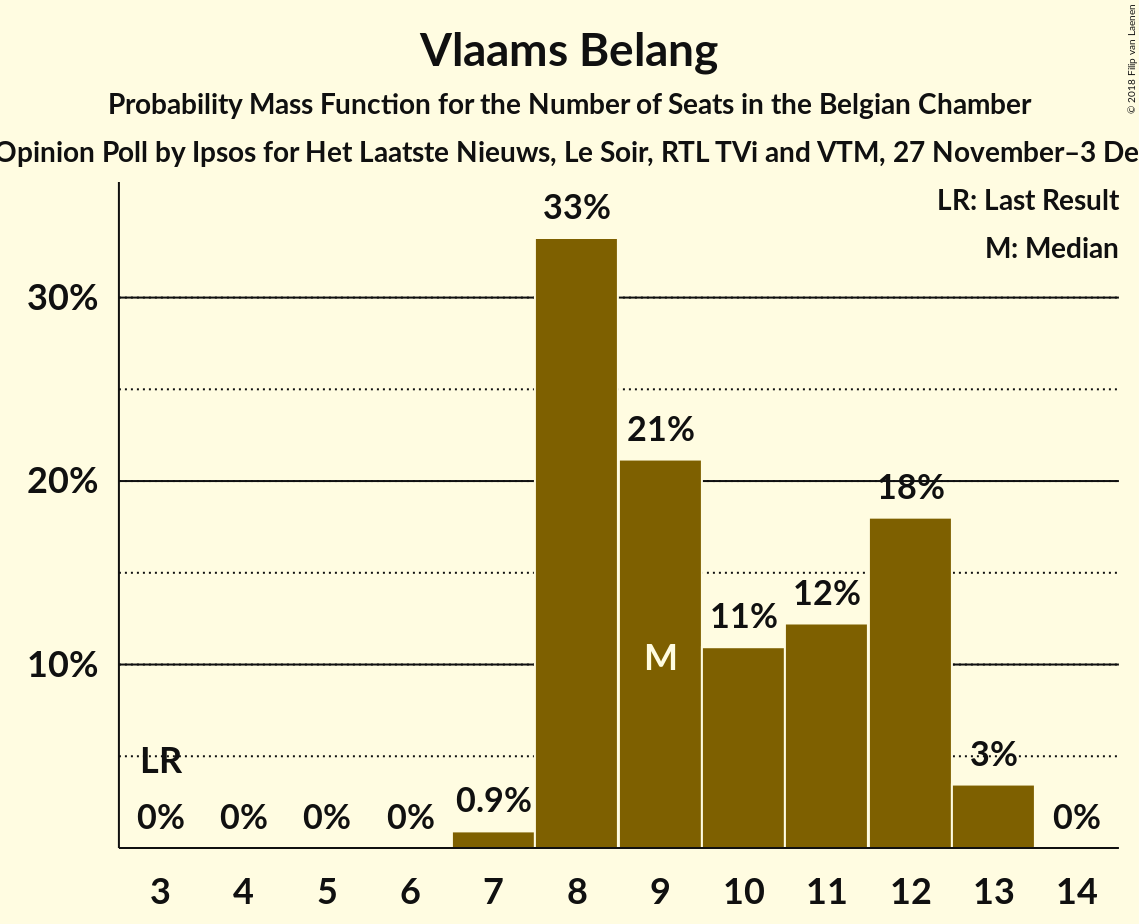 Vlaams Belang
Probability Mass Function for the Number of Seats in the Belgian Chamber
Opinion Poll by Ipsos for Het Laatste Nieuws, Le Soir, RTL TVi and VTM, 27 November–3 De
© 2018 Filip van Laenen
LR: Last Result
M: Median
33%
30%
21%
20%
18%
12%
11%
10%
M
LR
3%
0.9%
0% 0% 0% 0% 0%
3 4 5 6 7 8 9 10 11 12 13 14